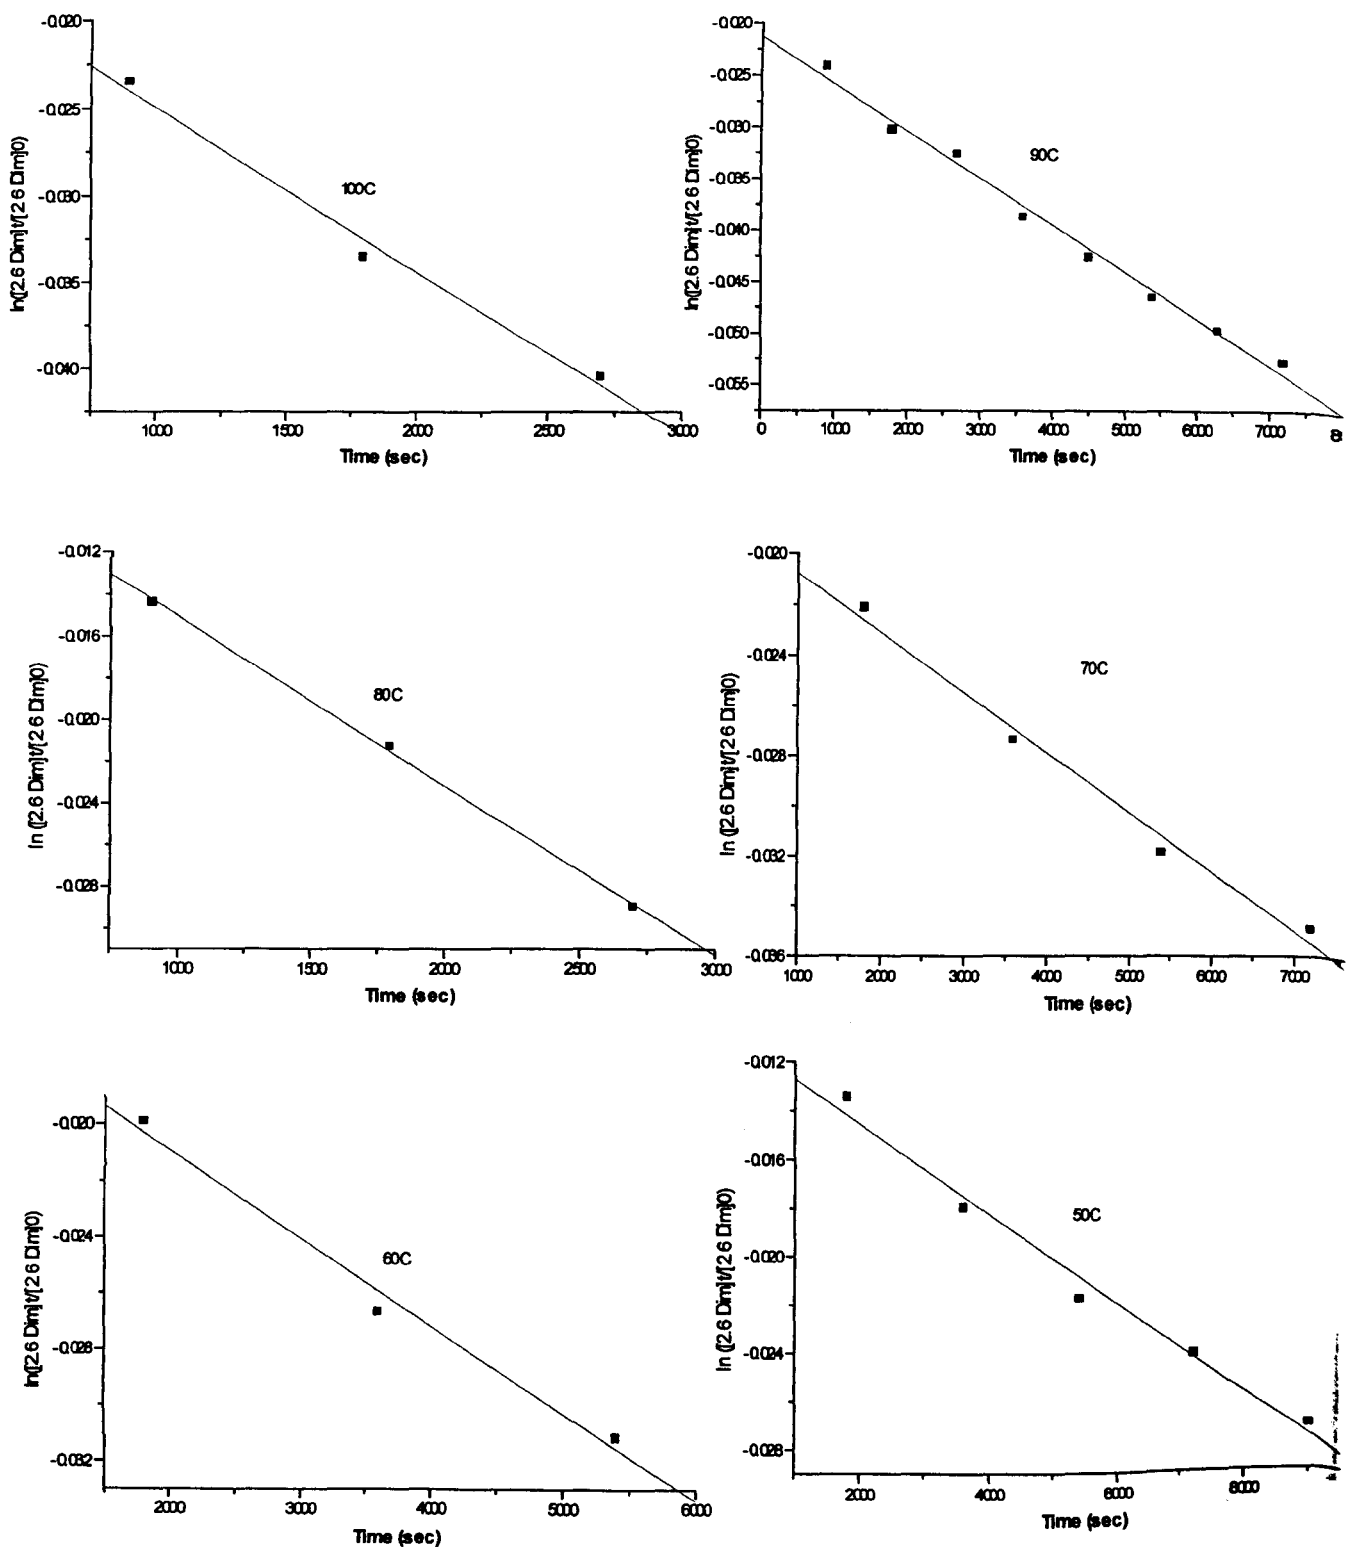 -0.020
-0.025
-0.030
-0.035
-0.040
ln([2.6 Dim]t/[2.6 Dim]0)
100C
1000 1500 2000 2500 3000
Time (sec)
-0.020
-0.025
-0.030
-0.035
-0.040
-0.045
-0.050
-0.055
ln([2.6 Dim]t/[2.6 Dim]0)
90C
0 1000 2000 3000 4000 5000 6000 7000 8
Time (sec)
-0.012
-0.016
-0.020
-0.024
-0.028
ln ([2.6 Dim]t/[2.6 Dim]0)
80C
1000 1500 2000 2500 3000
Time (sec)
-0.020
-0.024
-0.028
-0.032
-0.036
ln ([2.6 Dim]t/[2.6 Dim]0)
70C
1000 2000 3000 4000 5000 6000 7000
Time (sec)
-0.020
-0.024
-0.028
-0.032
ln([2.6 Dim]t/[2.6 Dim]0)
60C
2000 3000 4000 5000 6000
Time (sec)
-0.012
-0.016
-0.020
-0.024
-0.028
ln ([2.6 Dim]t/[2.6 Dim]0)
50C
2000 4000 6000 8000
Time (sec)